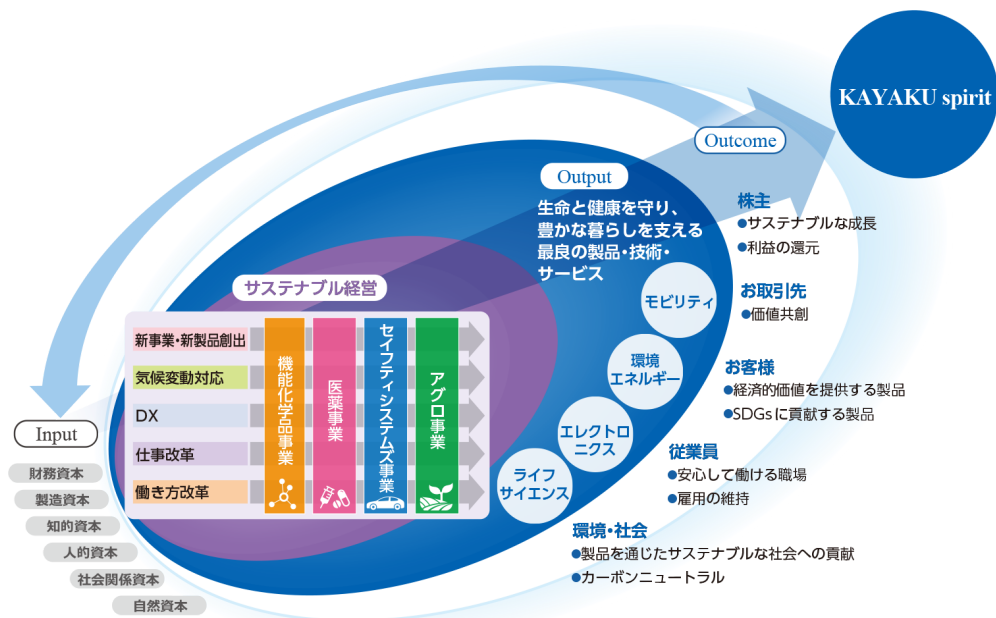 KAYAKU spirit
Outcome
Output
生命と健康を守り、
豊かな暮らしを支える
最良の製品・技術・
サービス
サステナブル経営
新事業・新製品創出
気候変動対応
DX
仕事改革
働き方改革
機能化学品事業
医薬事業
セイフティシステムズ事業
アグロ事業
モビリティ
環境
エネルギー
エレクトロ
ニクス
ライフ
サイエンス
株主
●サステナブルな成長
●利益の還元
お取引先
●価値共創
お客様
●経済的価値を提供する製品
●SDGsに貢献する製品
従業員
●安心して働ける職場
●雇用の維持
環境・社会
●製品を通じたサステナブルな社会への貢献
●カーボンニュートラル
Input
財務資本
製造資本
知的資本
人的資本
社会関係資本
自然資本